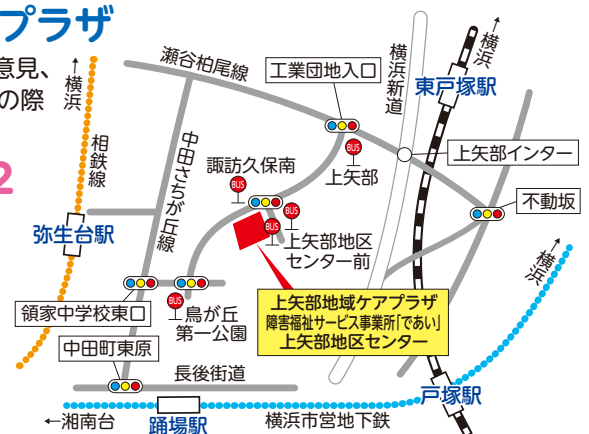 プラザ
意見、
の際
2
↑横浜
相鉄線
弥生台駅
瀬谷柏尾線
中田さちが丘線
工業団地入口
横浜新道
↑横浜
東戸塚駅
上矢部インター
不動坂
BUS
上矢部
諏訪久保南
BUS
BUS
BUS
上矢部地区
センター前
領家中学校東口
BUS
鳥が丘
第一公園
中田町東原
上矢部地域ケアプラザ
障害福祉サービス事業所「であい」
上矢部地区センター
↑横浜
長後街道
戸塚駅
←湘南台
踊場駅
横浜市営地下鉄